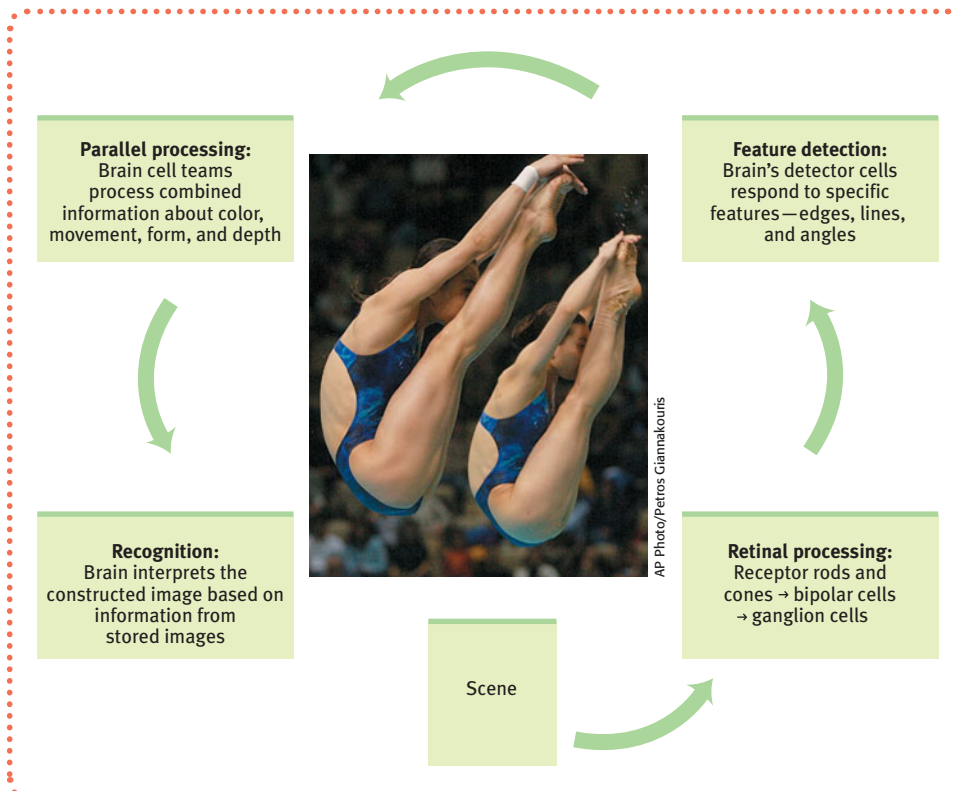 Parallel processing:
Brain cell teams
process combined
information about color,
movement, form, and depth
Feature detection:
Brain's detector cells
respond to specific
features—edges, lines,
and angles
AP Photo/Petros Giannakouris
Recognition:
Brain interprets the
constructed image based on
information from
stored images
Retinal processing:
Receptor rods and
cones → bipolar cells
→ ganglion cells
Scene